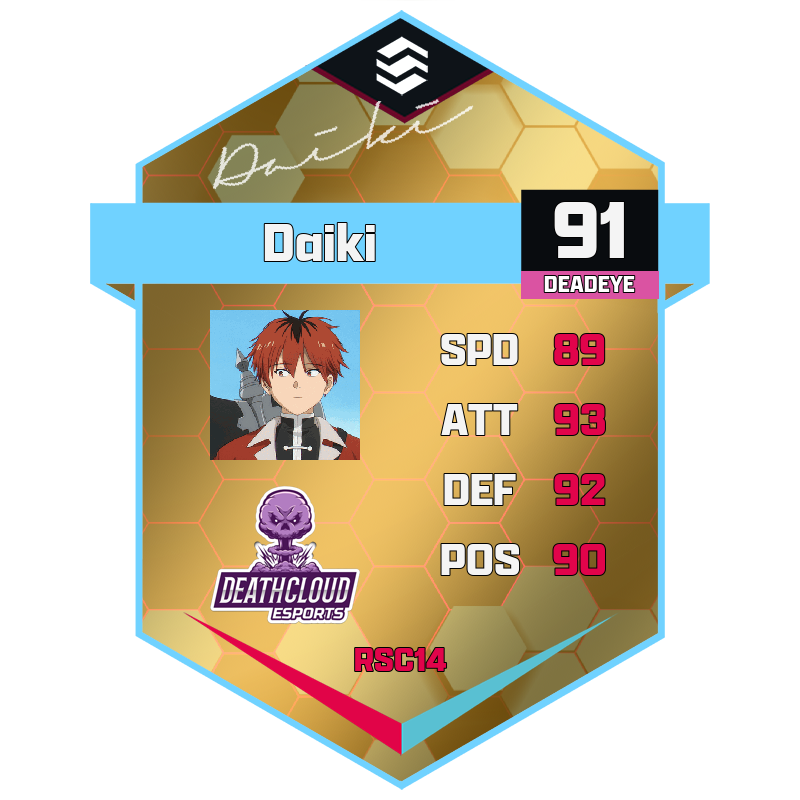 Daiki
Daiki
91
DEADEYE
SPD 89
ATT 93
DEF 92
POS 90
DEATHCLOUD
ESPORTS
RSC14